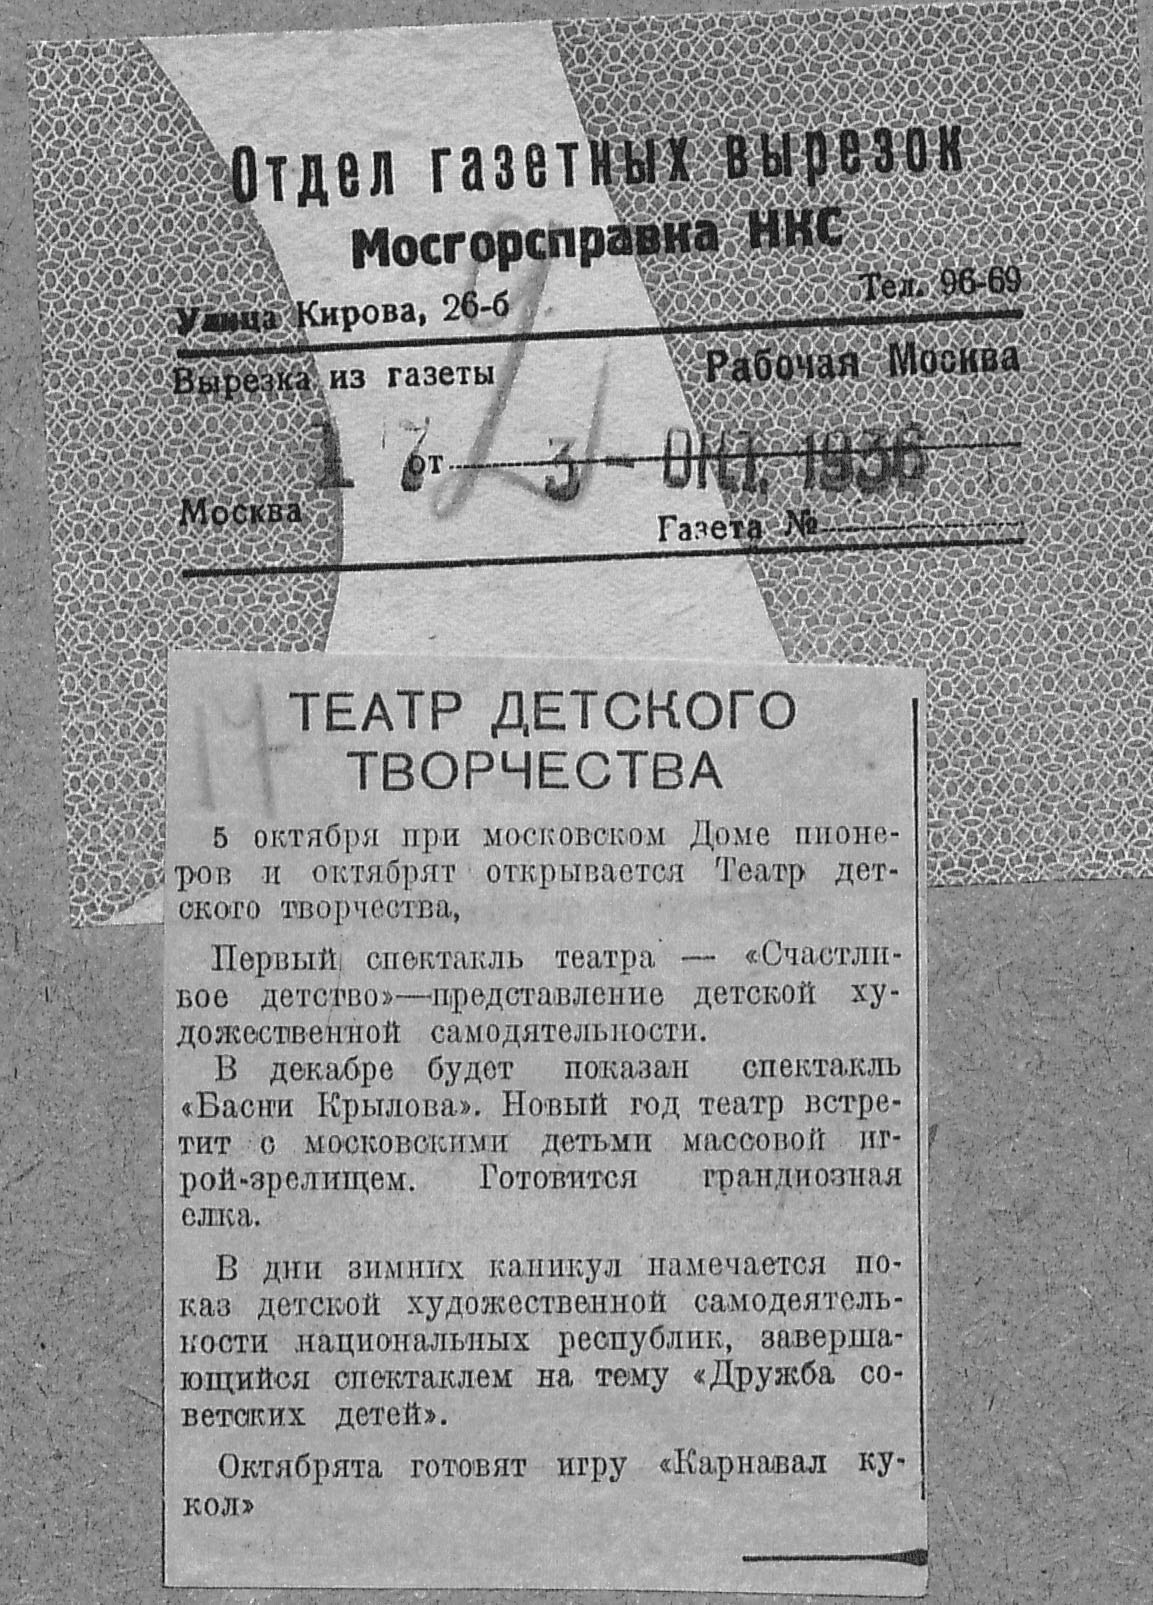 Отдел газетных вырезок
Мосгорсправка НКС
Улица Кирова, 26-б Тел. 96-69
Вырезка из газеты Рабочая Москва
17 от 3 - ОКТ. 1936
Москва Газета №
17
ТЕАТР ДЕТСКОГО
ТВОРЧЕСТВА
5 октября при московском Доме пионе-
ров и октябрят открывается Театр дет-
ского творчества,
Первый спектакль театра — «Счастли-
вое детство»—представление детской ху-
дожественной самодятельности.
В декабре будет показан спектакль
«Басни Крылова». Новый год театр встре-
тит с московскими детьми массовой иг-
рой-зрелищем. Готовится грандиозная
елка.
В дни зимних каникул намечается по-
каз детской художественной самодеятель-
ности национальных республик, заверша-
ющийся спектаклем на тему «Дружба со-
ветских детей».
Октябрята готовят игру «Карнавал ку-
кол»